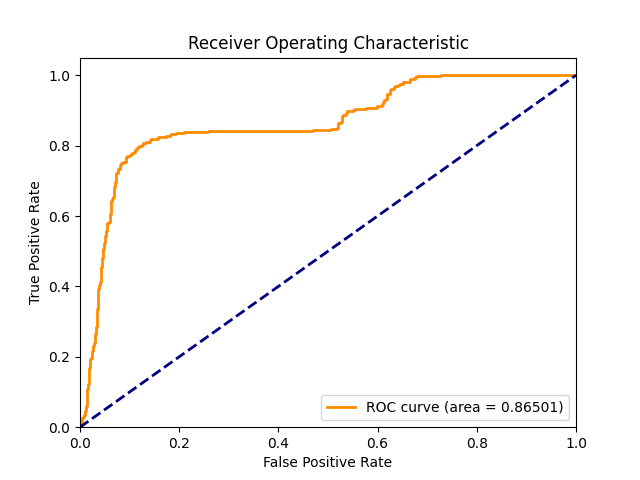 Receiver Operating Characteristic
1.0
0.8
0.6
0.4
0.2
0.0
True Positive Rate
ROC curve (area = 0.86501)
0.0 0.2 0.4 0.6 0.8 1.0
False Positive Rate